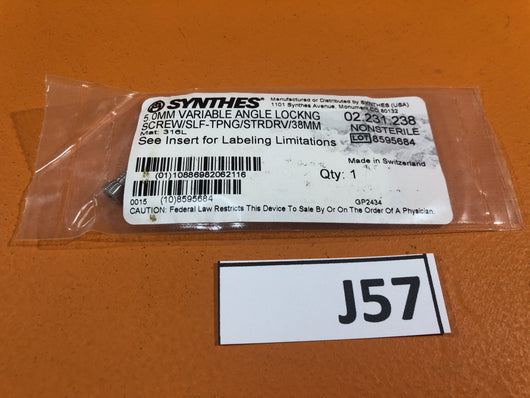 SYNTHES®
Manufactured or Distributed by SYNTHES (USA)
1101 Synthes Avenue, Monument, CO 80132
5.0MM VARIABLE ANGLE LOCKNG
SCREW/SLF-TPNG/STRDRV/38MM
Mat: 316L
02.231.238
NONSTERILE
LOT 8595684
See Insert for Labeling Limitations
Made in Switzerland
Qty: 1
(01)10886982062116
0015
(10)8595684
GP2434
CAUTION: Federal Law Restricts This Device To Sale By Or On The Order Of A Physician.
J57